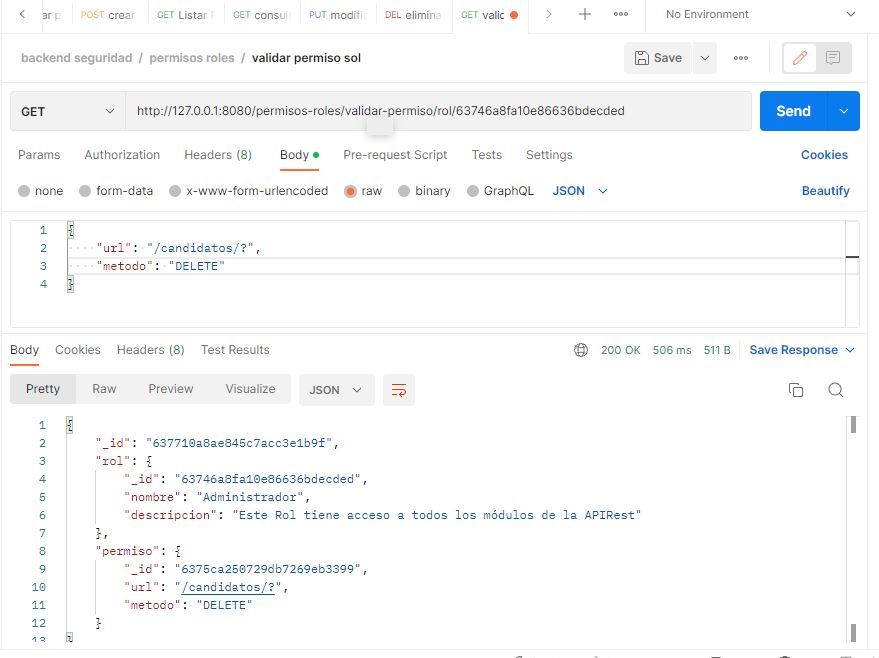 ar p POST crear GET Listar P GET consult PUT modifi DEL elimina GET valid No Environment
backend seguridad / permisos roles / validar permiso sol Save
GET http://127.0.0.1:8080/permisos-roles/validar-permiso/rol/63746a8fa10e86636bdecded Send
Params Authorization Headers (8) Body Pre-request Script Tests Settings Cookies
none form-data x-www-form-urlencoded raw binary GraphQL JSON Beautify
1 {
2 "url": "/candidatos/?",
3 "metodo": "DELETE"
4 }
Body Cookies Headers (8) Test Results 200 OK 506 ms 511 B Save Response
Pretty Raw Preview Visualize JSON
1 {
2 "_id": "637710a8ae845c7acc3e1b9f",
3 "rol": {
4 "_id": "63746a8fa10e86636bdecded",
5 "nombre": "Administrador",
6 "descripcion": "Este Rol tiene acceso a todos los módulos de la APIRest"
7 },
8 "permiso": {
9 "_id": "6375ca250729db7269eb3399",
10 "url": "/candidatos/?",
11 "metodo": "DELETE"
12 }
13 }